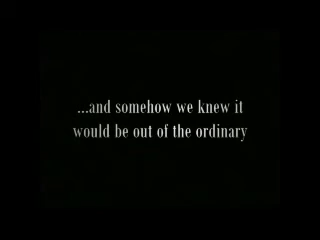 ...and somehow we knew it
would be out of the ordinary